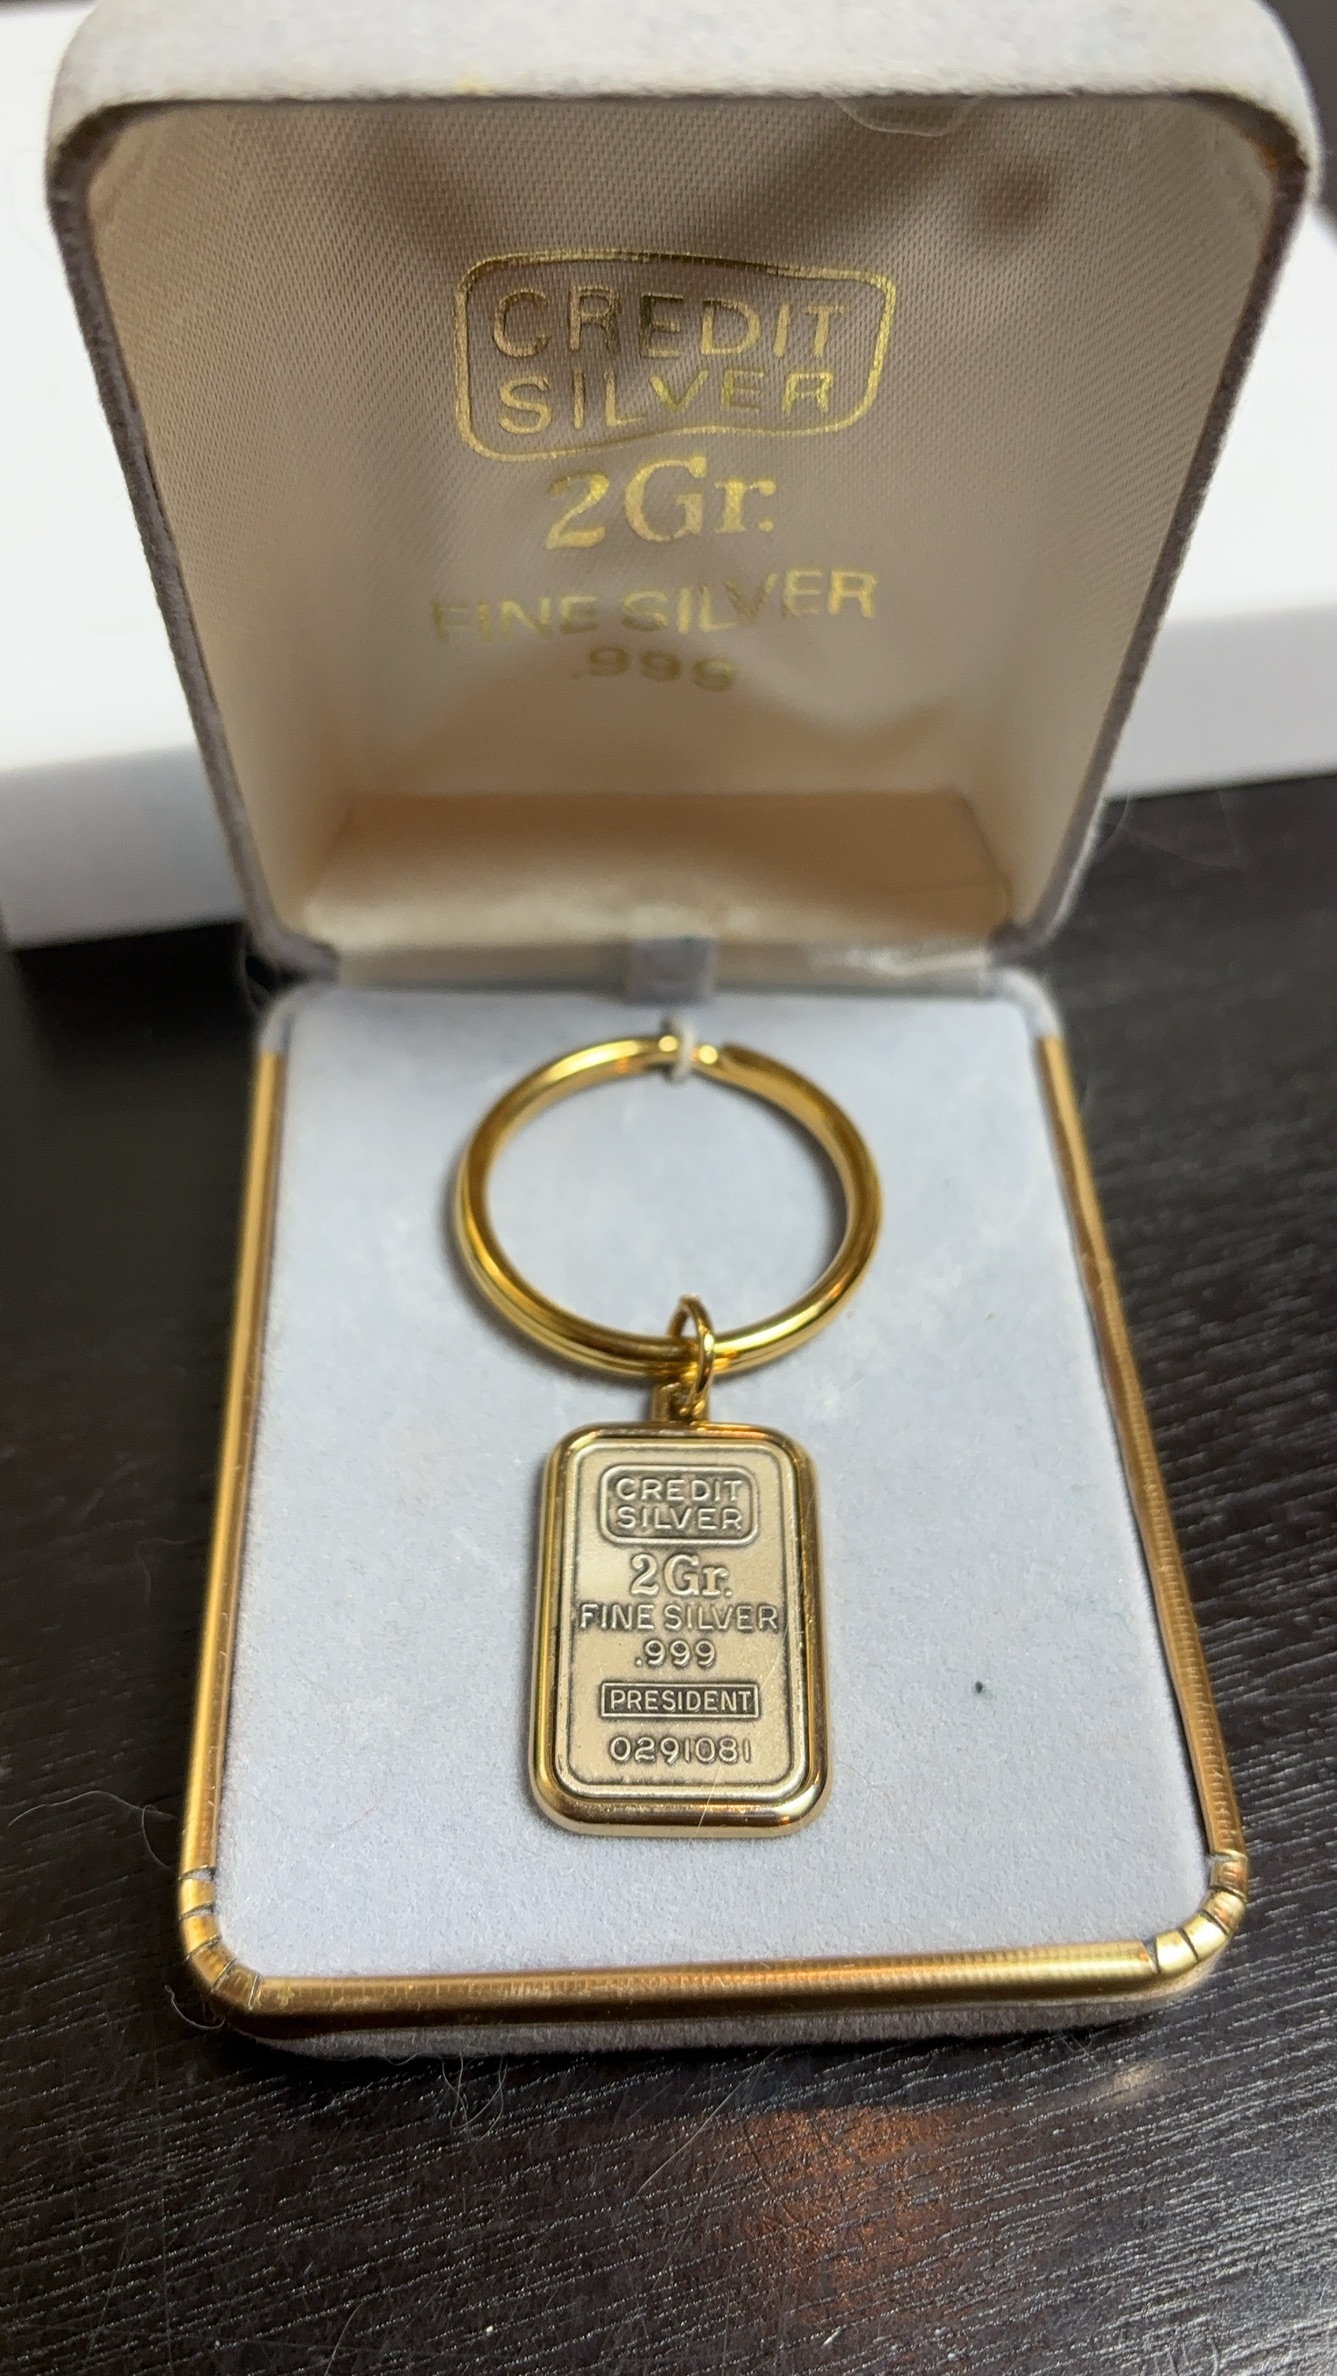 CREDIT
SILVER
2Gr.
FINE SILVER
.999
CREDIT
SILVER
2Gr.
FINE SILVER
.999
PRESIDENT
0291081